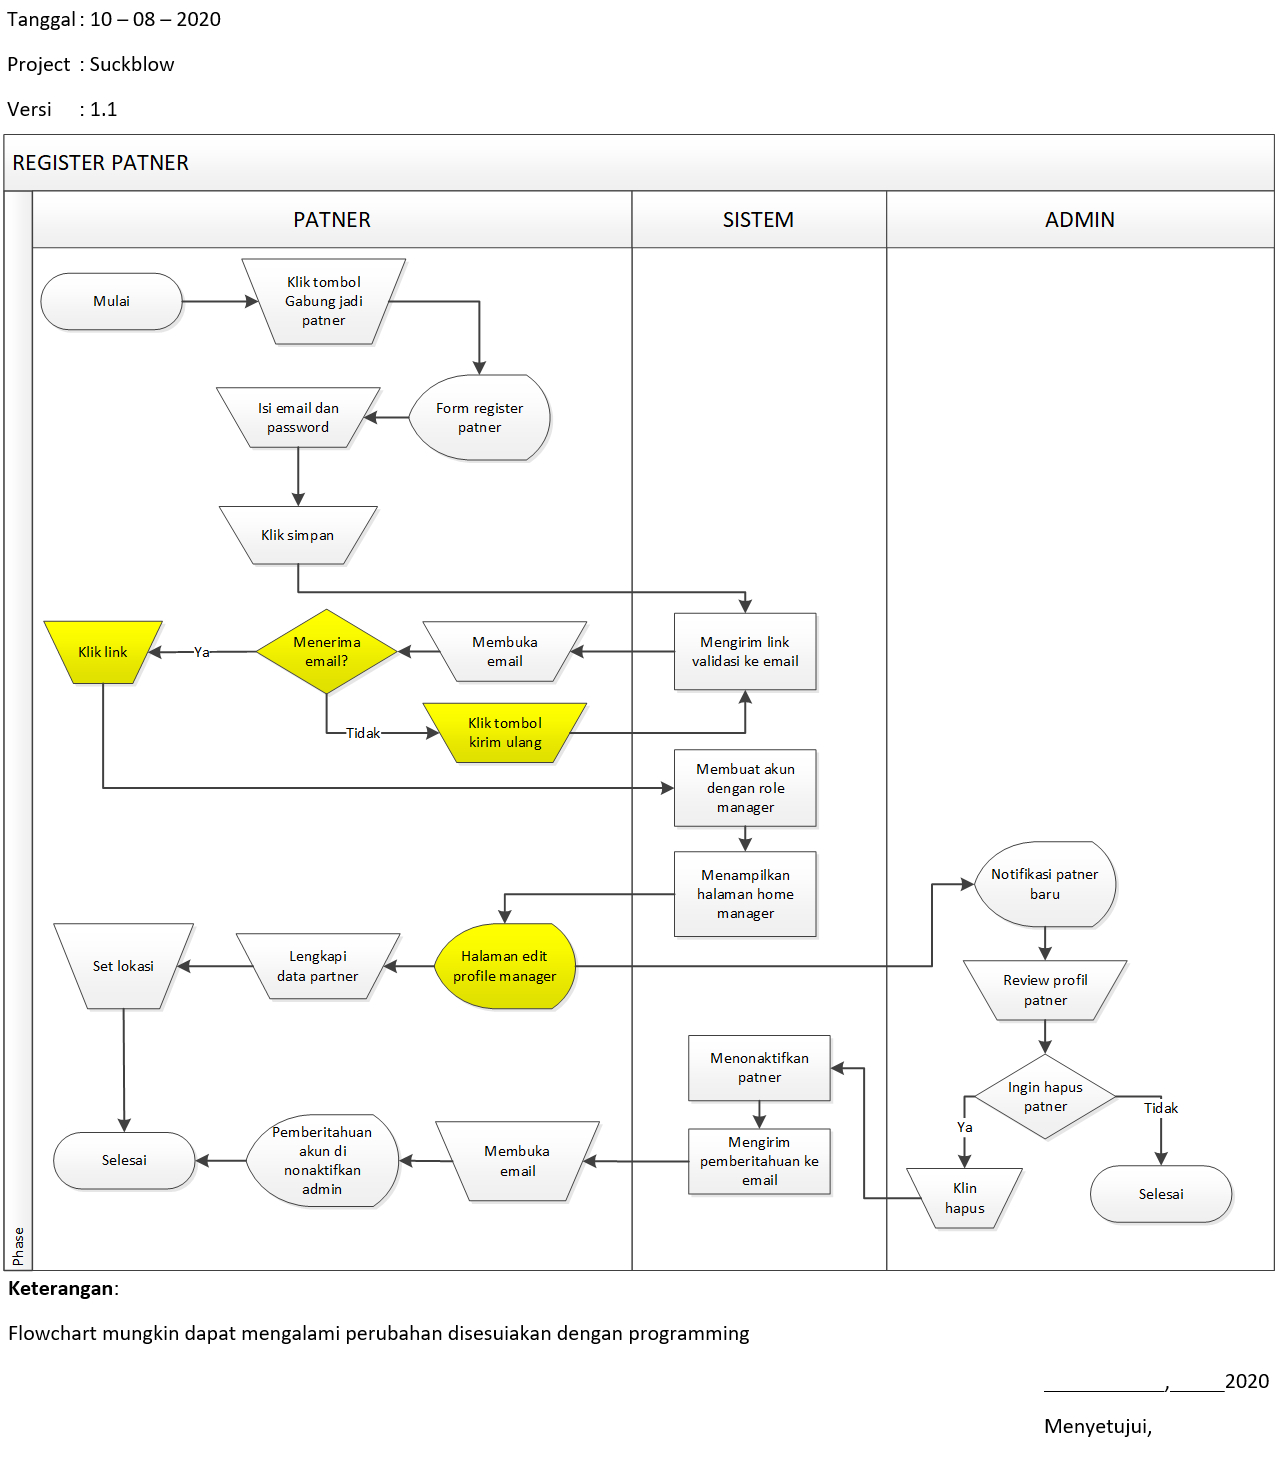 Tanggal : 10 – 08 – 2020
Project : Suckblow
Versi : 1.1
REGISTER PATNER
PATNER
SISTEM
ADMIN
Mulai
Klik tombol
Gabung jadi
patner
Form register
patner
Isi email dan
password
Klik simpan
Mengirim link
validasi ke email
Membuka
email
Menerima
email?
Ya
Klik link
Tidak
Klik tombol
kirim ulang
Membuat akun
dengan role
manager
Menampilkan
halaman home
manager
Halaman edit
profile manager
Lengkapi
data partner
Set lokasi
Notifikasi patner
baru
Review profil
patner
Ingin hapus
patner
Ya
Tidak
Klin
hapus
Selesai
Menonaktifkan
patner
Mengirim
pemberitahuan ke
email
Membuka
email
Pemberitahuan
akun di
nonaktifkan
admin
Selesai
Phase
Keterangan:
Flowchart mungkin dapat mengalami perubahan disesuiakan dengan programming
___________,_____2020
Menyetujui,